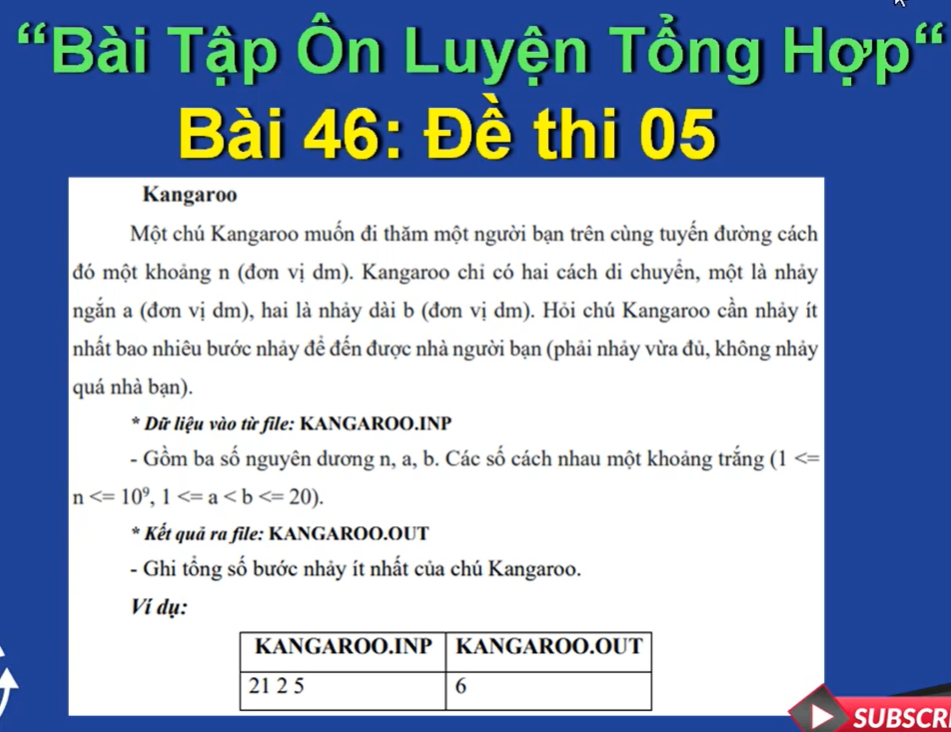 “Bài Tập Ôn Luyện Tổng Hợp“
Bài 46: Đề thi 05
Kangaroo
Một chú Kangaroo muốn đi thăm một người bạn trên cùng tuyến đường cách
đó một khoảng n (đơn vị dm). Kangaroo chỉ có hai cách di chuyển, một là nhảy
ngắn a (đơn vị dm), hai là nhảy dài b (đơn vị dm). Hỏi chú Kangaroo cần nhảy ít
nhất bao nhiêu bước nhảy để đến được nhà người bạn (phải nhảy vừa đủ, không nhảy
quá nhà bạn).
* Dữ liệu vào từ file: KANGAROO.INP
- Gồm ba số nguyên dương n, a, b. Các số cách nhau một khoảng trắng (1 <=
n <= 10⁹, 1 <= a < b <= 20).
* Kết quả ra file: KANGAROO.OUT
- Ghi tổng số bước nhảy ít nhất của chú Kangaroo.
Ví dụ:
KANGAROO.INP KANGAROO.OUT
21 2 5 6